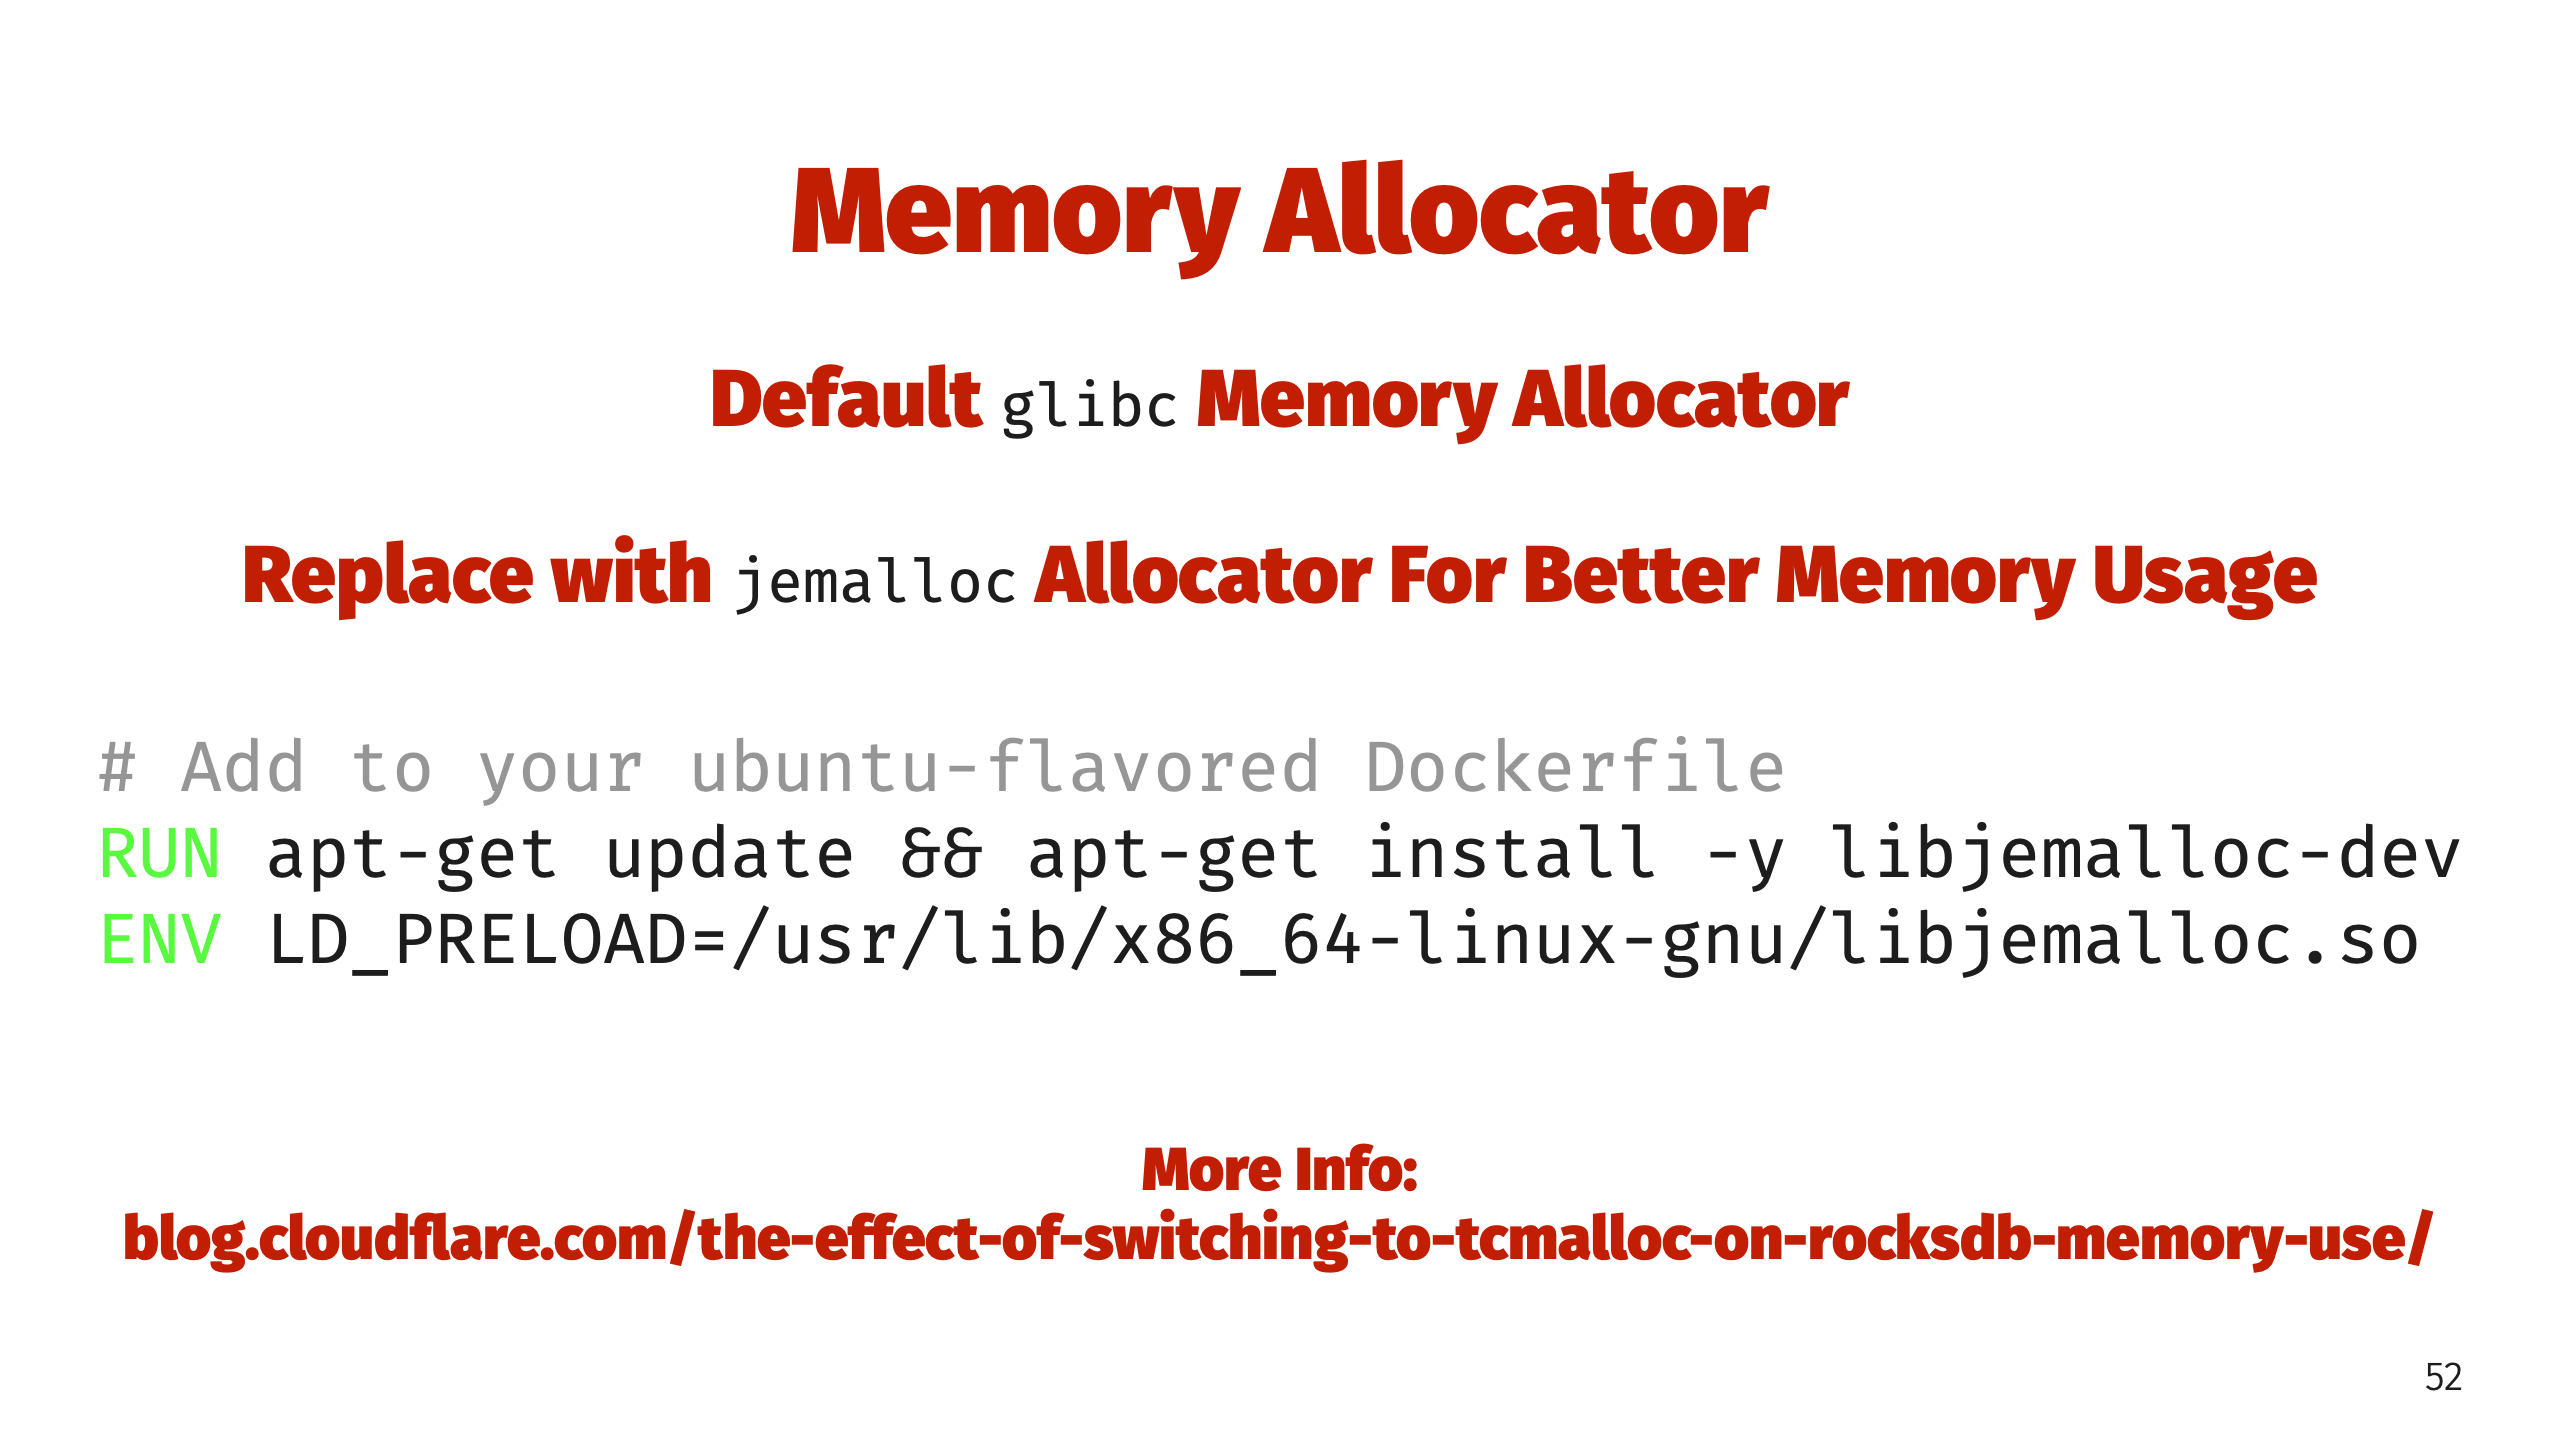 Memory Allocator
Default glibc Memory Allocator
Replace with jemalloc Allocator For Better Memory Usage
# Add to your ubuntu-flavored Dockerfile
RUN apt-get update && apt-get install -y libjemalloc-dev
ENV LD_PRELOAD=/usr/lib/x86_64-linux-gnu/libjemalloc.so
More Info:
blog.cloudflare.com/the-effect-of-switching-to-tcmalloc-on-rocksdb-memory-use/
52